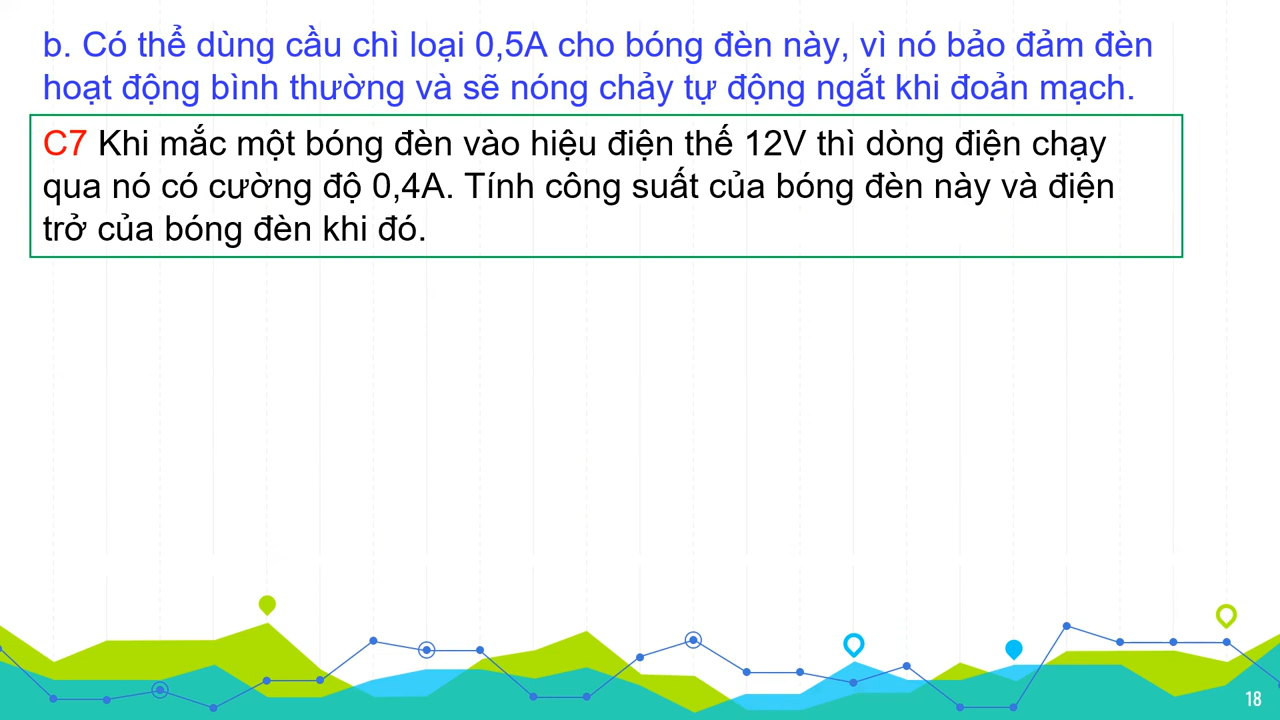 b. Có thể dùng cầu chì loại 0,5A cho bóng đèn này, vì nó bảo đảm đèn
hoạt động bình thường và sẽ nóng chảy tự động ngắt khi đoản mạch.
C7 Khi mắc một bóng đèn vào hiệu điện thế 12V thì dòng điện chạy
qua nó có cường độ 0,4A. Tính công suất của bóng đèn này và điện
trở của bóng đèn khi đó.
18